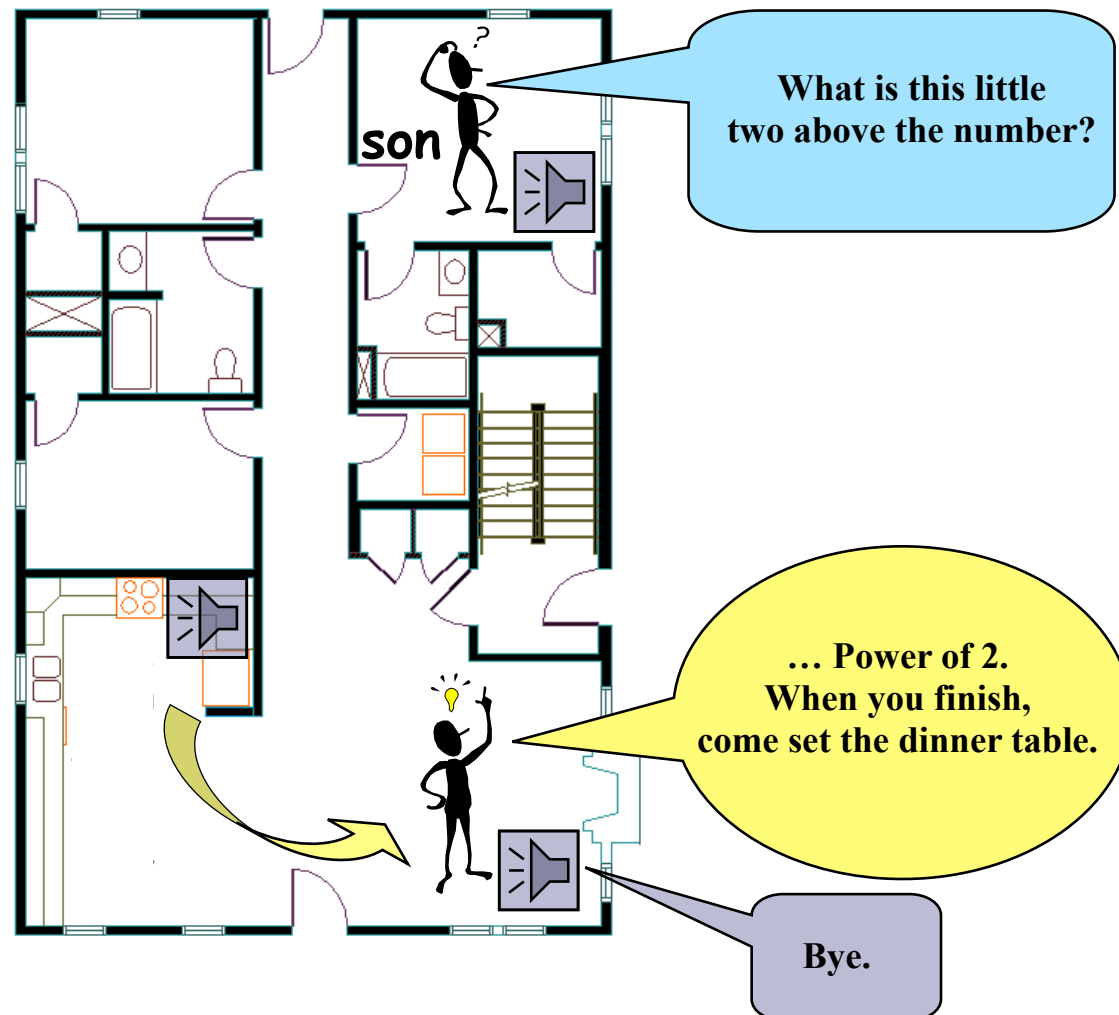 ?
What is this little
two above the number?
son
… Power of 2.
When you finish,
come set the dinner table.
Bye.